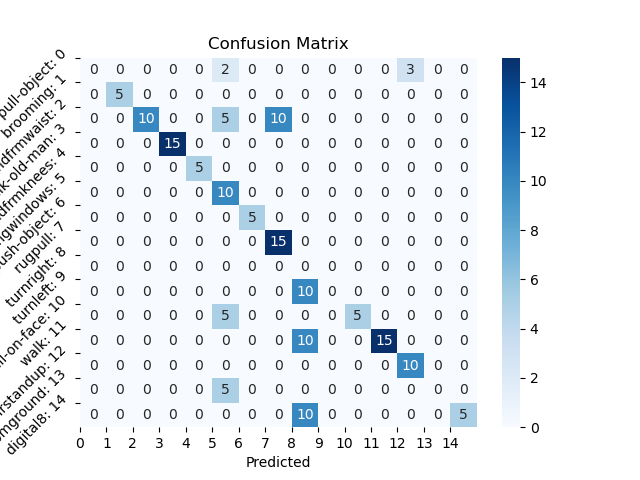 Confusion Matrix
pull-object: 0
brooming: 1
dfrmwaist: 2
k-old-man: 3
dfrmknees: 4
gwindows: 5
ush-object: 6
rugpull: 7
turnright: 8
turnleft: 9
ll-on-face: 10
walk: 11
rstandup: 12
omground: 13
digital8: 14
0 0 0 0 0 2 0 0 0 0 0 0 3 0 0
0 5 0 0 0 0 0 0 0 0 0 0 0 0 0
0 0 10 0 0 5 0 10 0 0 0 0 0 0 0
0 0 0 15 0 0 0 0 0 0 0 0 0 0 0
0 0 0 0 5 0 0 0 0 0 0 0 0 0 0
0 0 0 0 0 10 0 0 0 0 0 0 0 0 0
0 0 0 0 0 0 5 0 0 0 0 0 0 0 0
0 0 0 0 0 0 0 15 0 0 0 0 0 0 0
0 0 0 0 0 0 0 0 0 0 0 0 0 0 0
0 0 0 0 0 0 0 0 10 0 0 0 0 0 0
0 0 0 0 0 5 0 0 0 0 5 0 0 0 0
0 0 0 0 0 0 0 0 10 0 0 15 0 0 0
0 0 0 0 0 0 0 0 0 0 0 0 10 0 0
0 0 0 0 0 5 0 0 0 0 0 0 0 0 0
0 0 0 0 0 0 0 0 10 0 0 0 0 0 5
0 1 2 3 4 5 6 7 8 9 10 11 12 13 14
Predicted
14
12
10
8
6
4
2
0